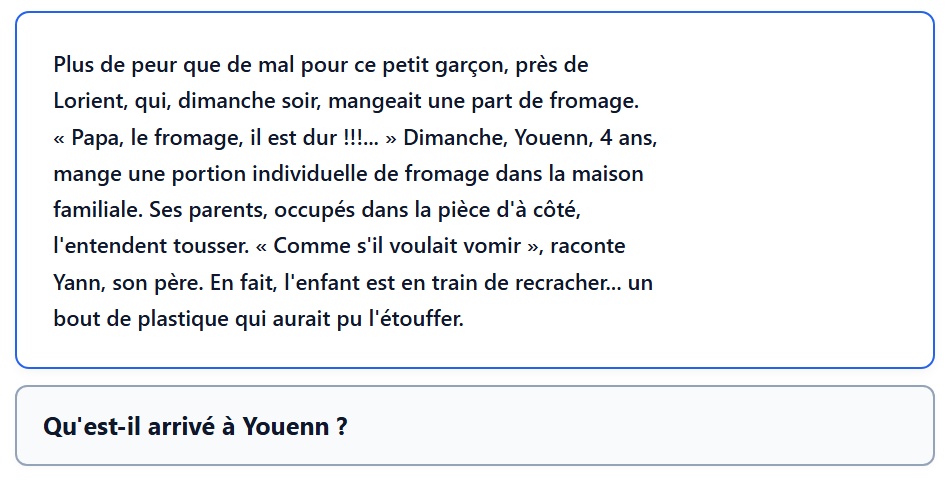 Plus de peur que de mal pour ce petit garçon, près de
Lorient, qui, dimanche soir, mangeait une part de fromage.
« Papa, le fromage, il est dur !!!... » Dimanche, Youenn, 4 ans,
mange une portion individuelle de fromage dans la maison
familiale. Ses parents, occupés dans la pièce d'à côté,
l'entendent tousser. « Comme s'il voulait vomir », raconte
Yann, son père. En fait, l'enfant est en train de recracher... un
bout de plastique qui aurait pu l'étouffer.
Qu'est-il arrivé à Youenn ?